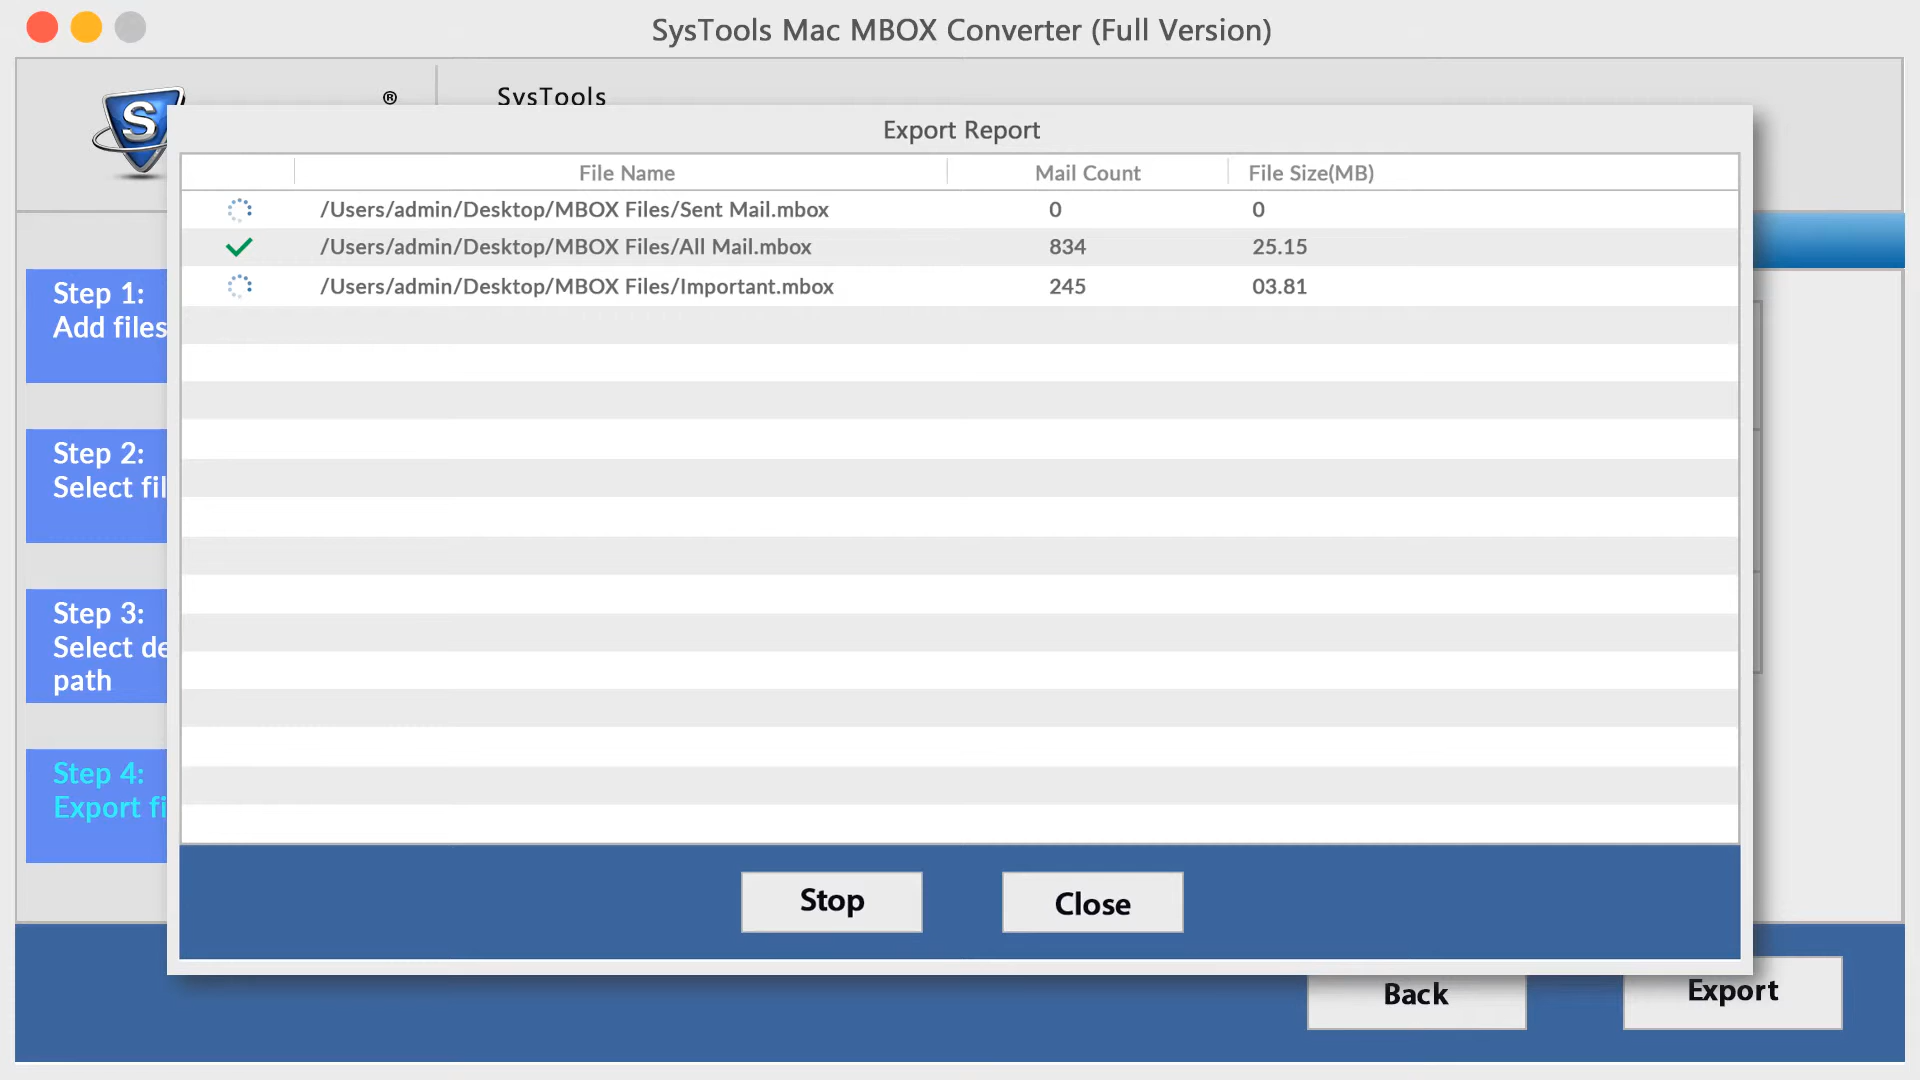 SysTools Mac MBOX Converter (Full Version)
S
®
SysTools
Export Report
File Name Mail Count File Size(MB)
/Users/admin/Desktop/MBOX Files/Sent Mail.mbox 0 0
/Users/admin/Desktop/MBOX Files/All Mail.mbox 834 25.15
/Users/admin/Desktop/MBOX Files/Important.mbox 245 03.81
Step 1:
Add files
Step 2:
Select fil
Step 3:
Select de
path
Step 4:
Export fi
Stop Close
Back Export